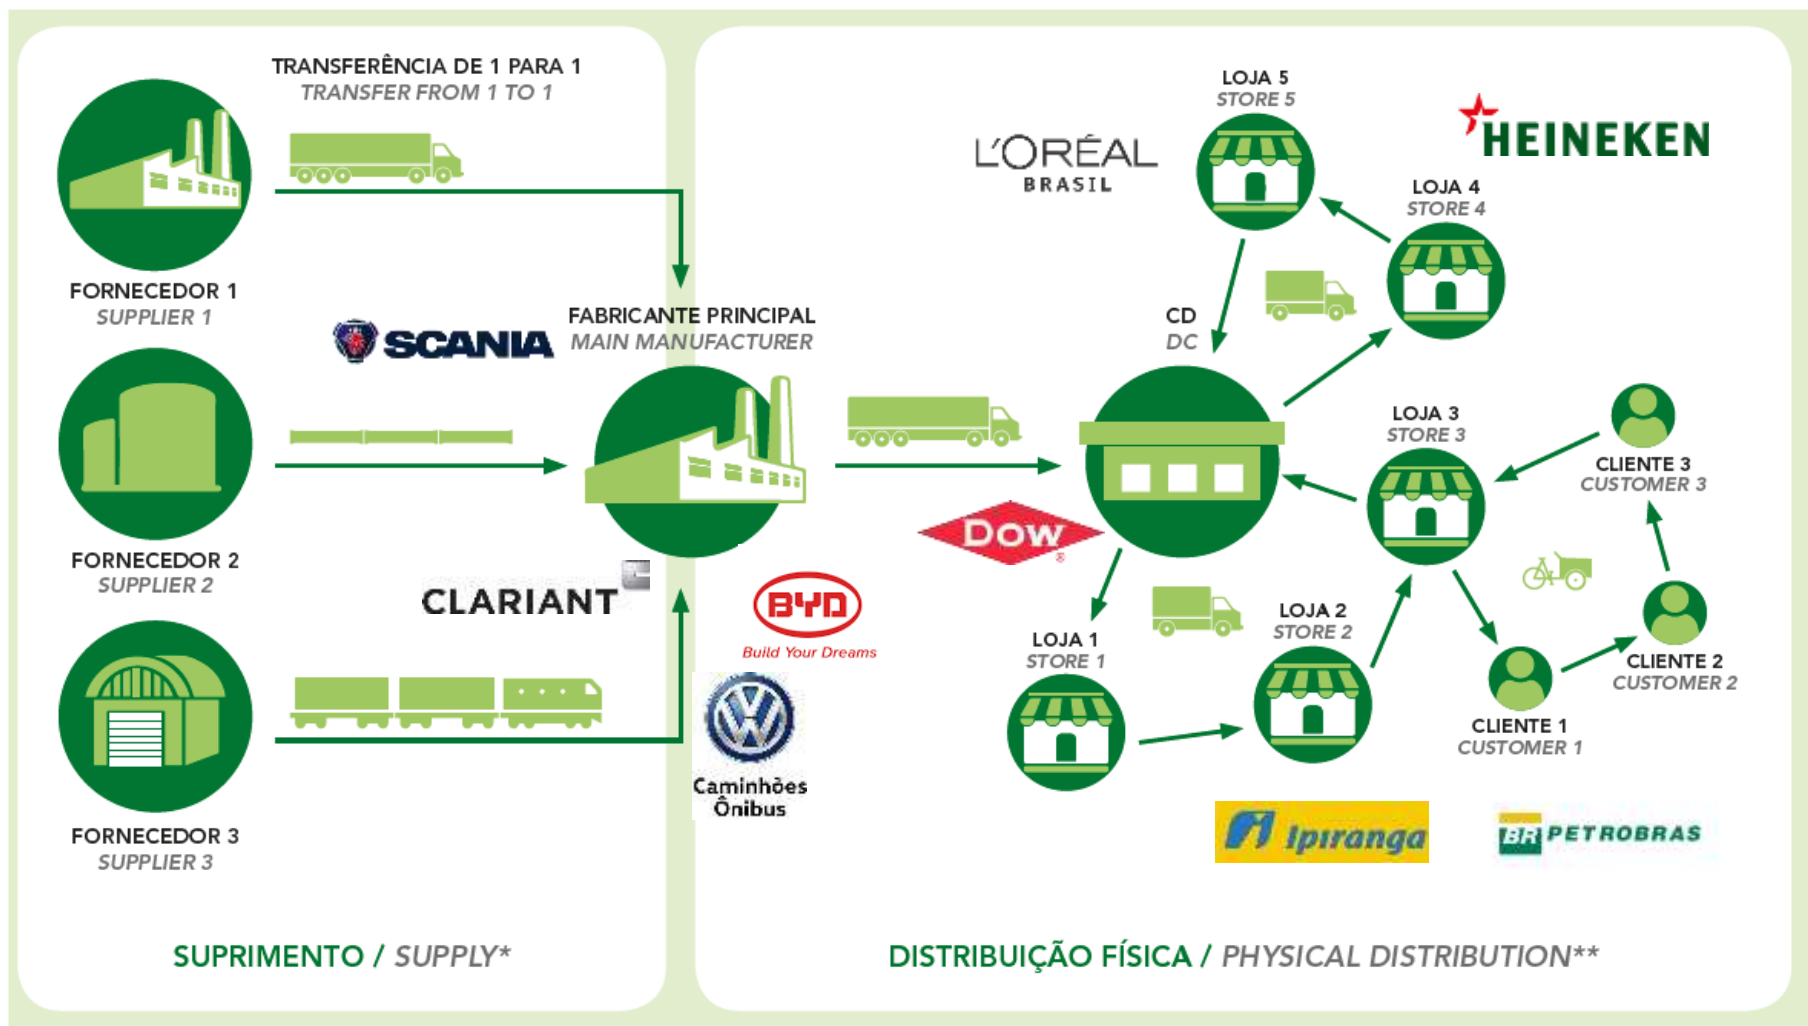 TRANSFERÊNCIA DE 1 PARA 1
TRANSFER FROM 1 TO 1
FORNECEDOR 1
SUPPLIER 1
SCANIA
FABRICANTE PRINCIPAL
MAIN MANUFACTURER
FORNECEDOR 2
SUPPLIER 2
CLARIANT
FORNECEDOR 3
SUPPLIER 3
BYD
Build Your Dreams
Caminhões
Ônibus
SUPRIMENTO / SUPPLY*
LOJA 5
STORE 5
L'ORÉAL
BRASIL
HEINEKEN
LOJA 4
STORE 4
CD
DC
LOJA 3
STORE 3
CLIENTE 3
CUSTOMER 3
Dow
®
LOJA 2
STORE 2
LOJA 1
STORE 1
CLIENTE 2
CUSTOMER 2
CLIENTE 1
CUSTOMER 1
Ipiranga
BR PETROBRAS
DISTRIBUIÇÃO FÍSICA / PHYSICAL DISTRIBUTION**